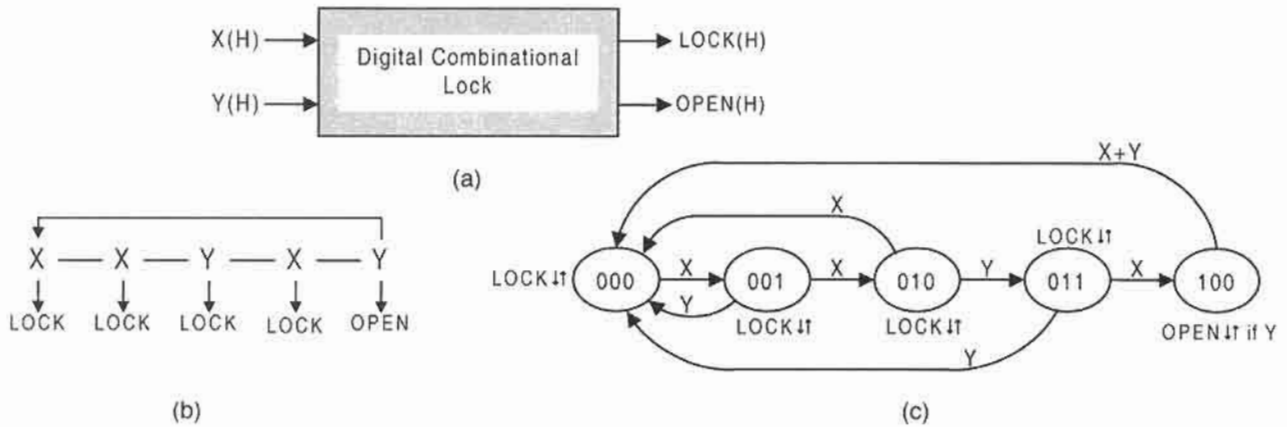 X(H)
Y(H)
Digital Combinational
Lock
LOCK(H)
OPEN(H)
(a)
X — X — Y — X — Y
LOCK LOCK LOCK LOCK OPEN
(b)
X+Y
X
LOCK↓↑
LOCK↓↑ 000 X 001 X 010 Y 011 X 100
Y
LOCK↓↑ LOCK↓↑ OPEN↓↑ if Y
Y
(c)